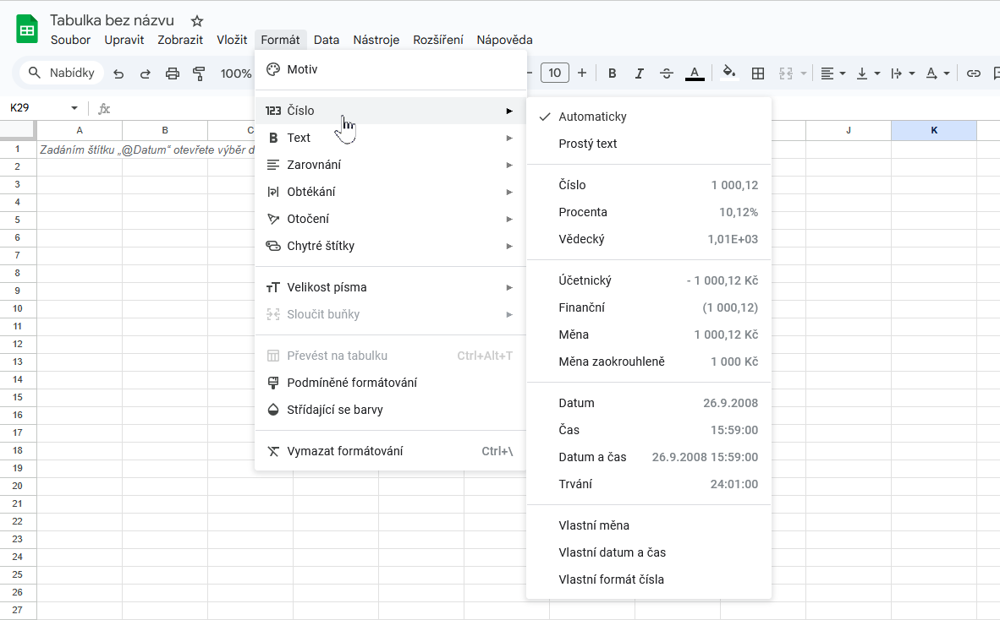 Tabulka bez názvu
Soubor Upravit Zobrazit Vložit Formát Data Nástroje Rozšíření Nápověda
Nabídky 100% 10 B I S A A
K29 fx
A B C J K
Zadáním štítku „@Datum“ otevřete výběr d
1
2
3
4
5
6
7
8
9
10
11
12
13
14
15
16
17
18
19
20
21
22
23
24
25
26
27
Motiv
123 Číslo
B Text
Zarovnání
Obtékání
Otočení
Chytré štítky
Velikost písma
Sloučit buňky
Převést na tabulku Ctrl+Alt+T
Podmíněné formátování
Střídající se barvy
Vymazat formátování Ctrl+\
Automaticky
Prostý text
Číslo 1 000,12
Procenta 10,12%
Vědecký 1,01E+03
Účetnický - 1 000,12 Kč
Finanční (1 000,12)
Měna 1 000,12 Kč
Měna zaokrouhleně 1 000 Kč
Datum 26.9.2008
Čas 15:59:00
Datum a čas 26.9.2008 15:59:00
Trvání 24:01:00
Vlastní měna
Vlastní datum a čas
Vlastní formát čísla